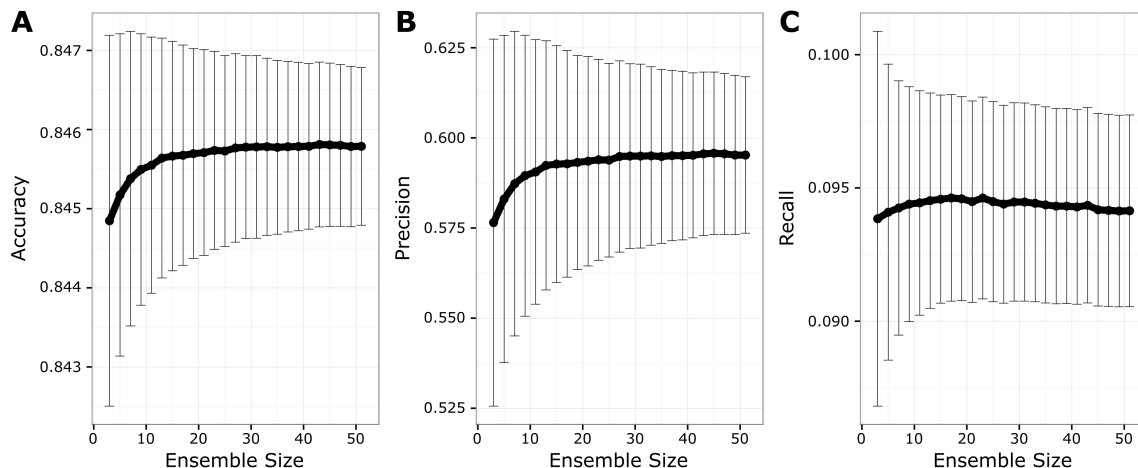 A
B
C
Accuracy
0.847
0.846
0.845
0.844
0.843
0 10 20 30 40 50
Ensemble Size
Precision
0.625
0.600
0.575
0.550
0.525
0 10 20 30 40 50
Ensemble Size
Recall
0.100
0.095
0.090
0 10 20 30 40 50
Ensemble Size